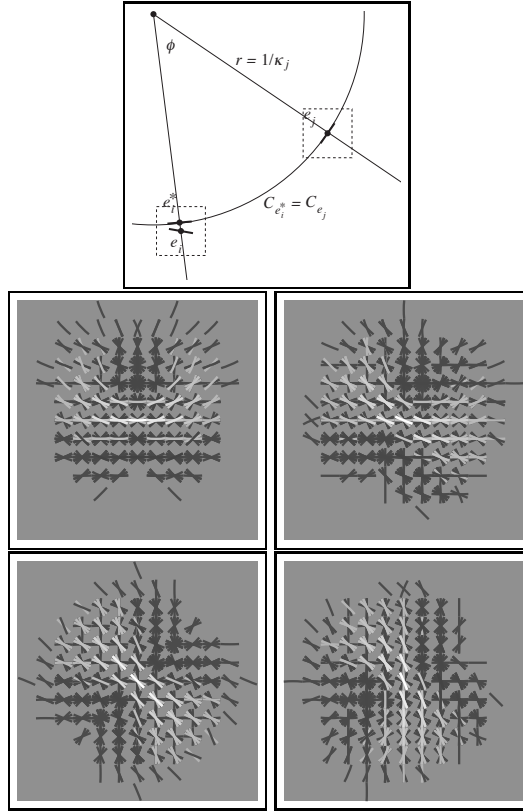 ϕ
r = 1/κ_j
e_j
e_i^*
C_{e_i^*} = C_{e_j}
e_i